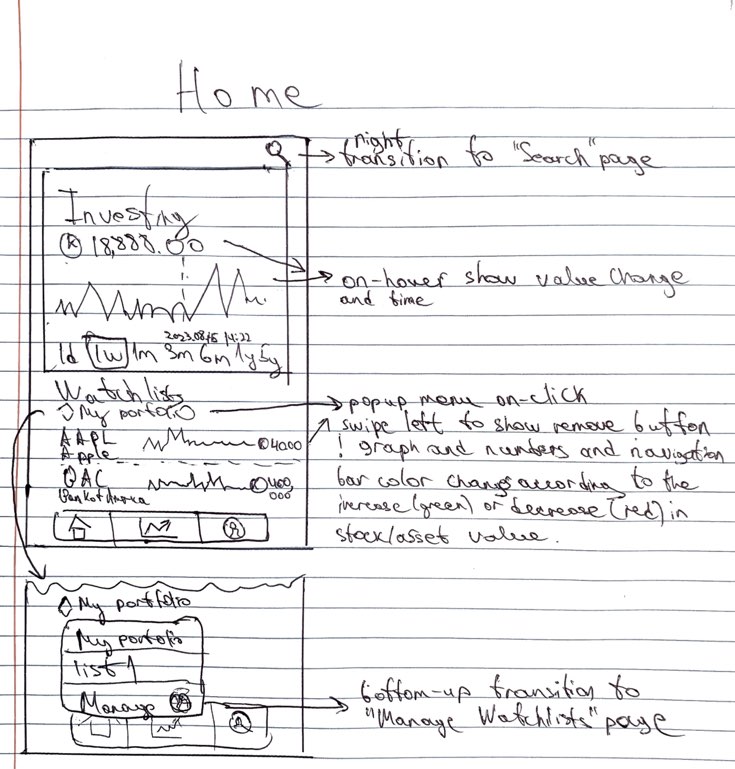 Home
right
transition to "Search" page
Investing
18,888.00
on-hover show value change
and time
2023.08.15 14:22
1d 1w 1m 3m 6m 1y 5y
Watchlists
My portfolio
popup menu on-click
swipe left to show remove button
AAPL
4000
Apple
! graph and numbers and navigation
BAC
400,
000
Bank of America
bar color changes according to the
increase (green) or decrease (red) in
stock/asset value.
My portfolio
My portofolio
list 1
Manage
bottom-up transition to
"Manage Watchlists" page